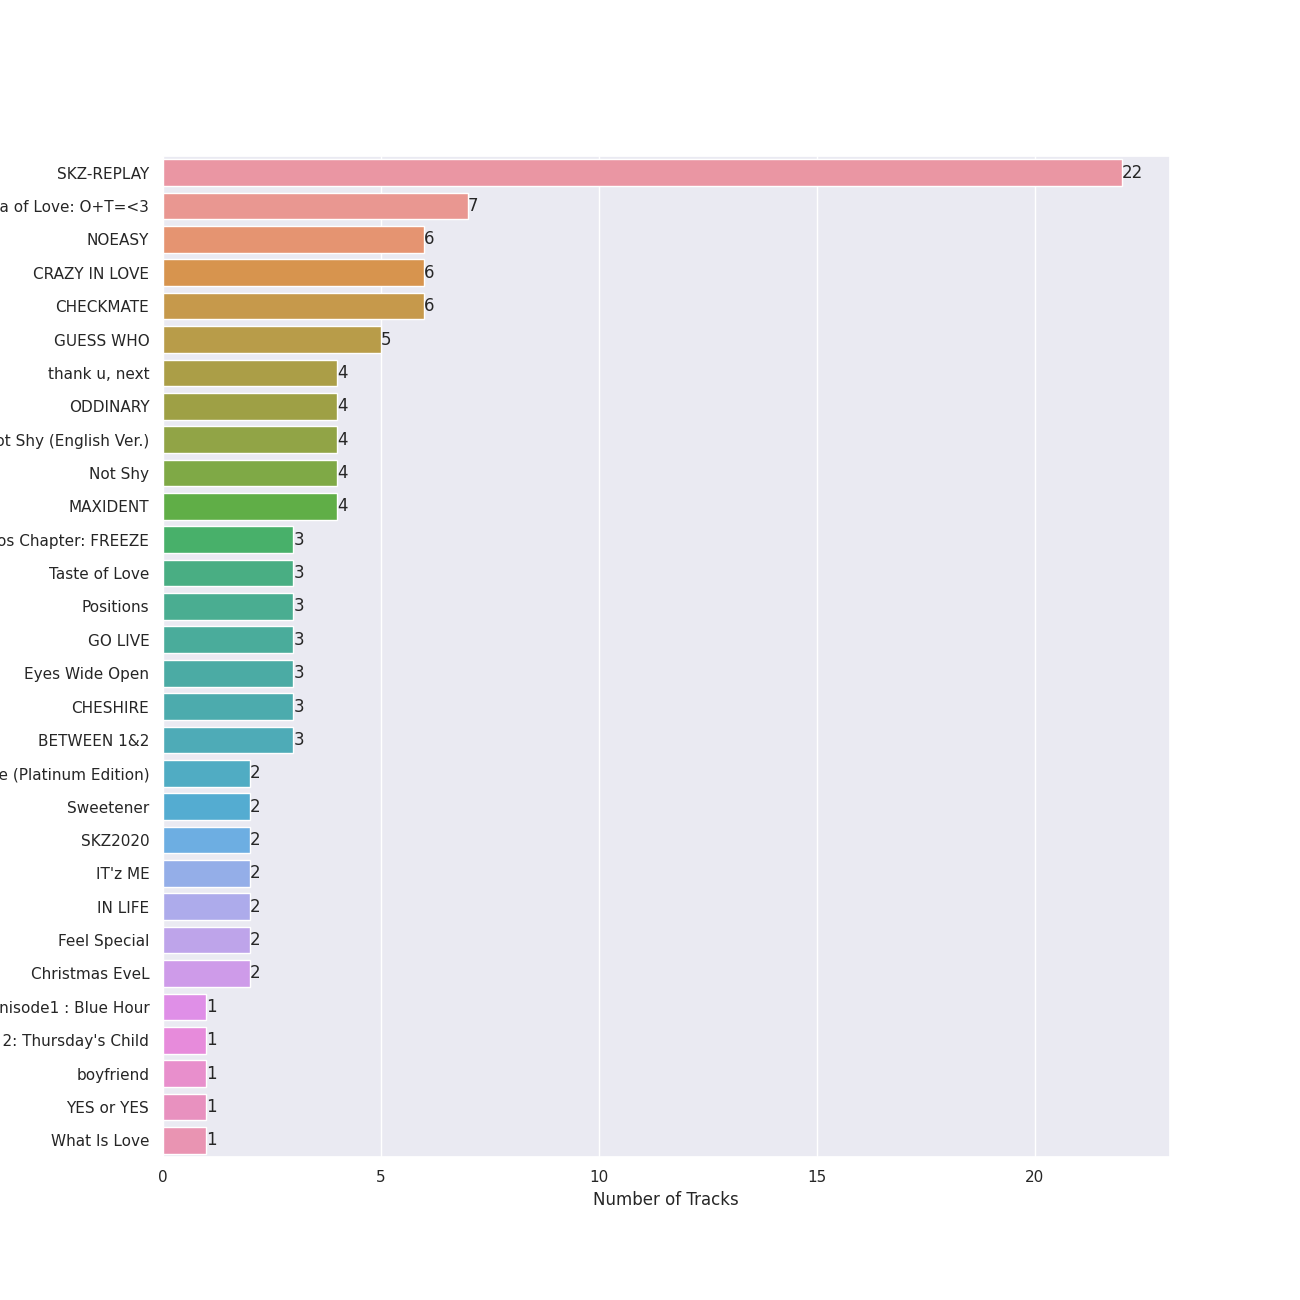 SKZ-REPLAY 22
a of Love: O+T=<3 7
NOEASY 6
CRAZY IN LOVE 6
CHECKMATE 6
GUESS WHO 5
thank u, next 4
ODDINARY 4
ot Shy (English Ver.) 4
Not Shy 4
MAXIDENT 4
os Chapter: FREEZE 3
Taste of Love 3
Positions 3
GO LIVE 3
Eyes Wide Open 3
CHESHIRE 3
BETWEEN 1&2 3
e (Platinum Edition) 2
Sweetener 2
SKZ2020 2
IT'z ME 2
IN LIFE 2
Feel Special 2
Christmas EveL 2
nisode1 : Blue Hour 1
2: Thursday's Child 1
boyfriend 1
YES or YES 1
What Is Love 1
0 5 10 15 20
Number of Tracks